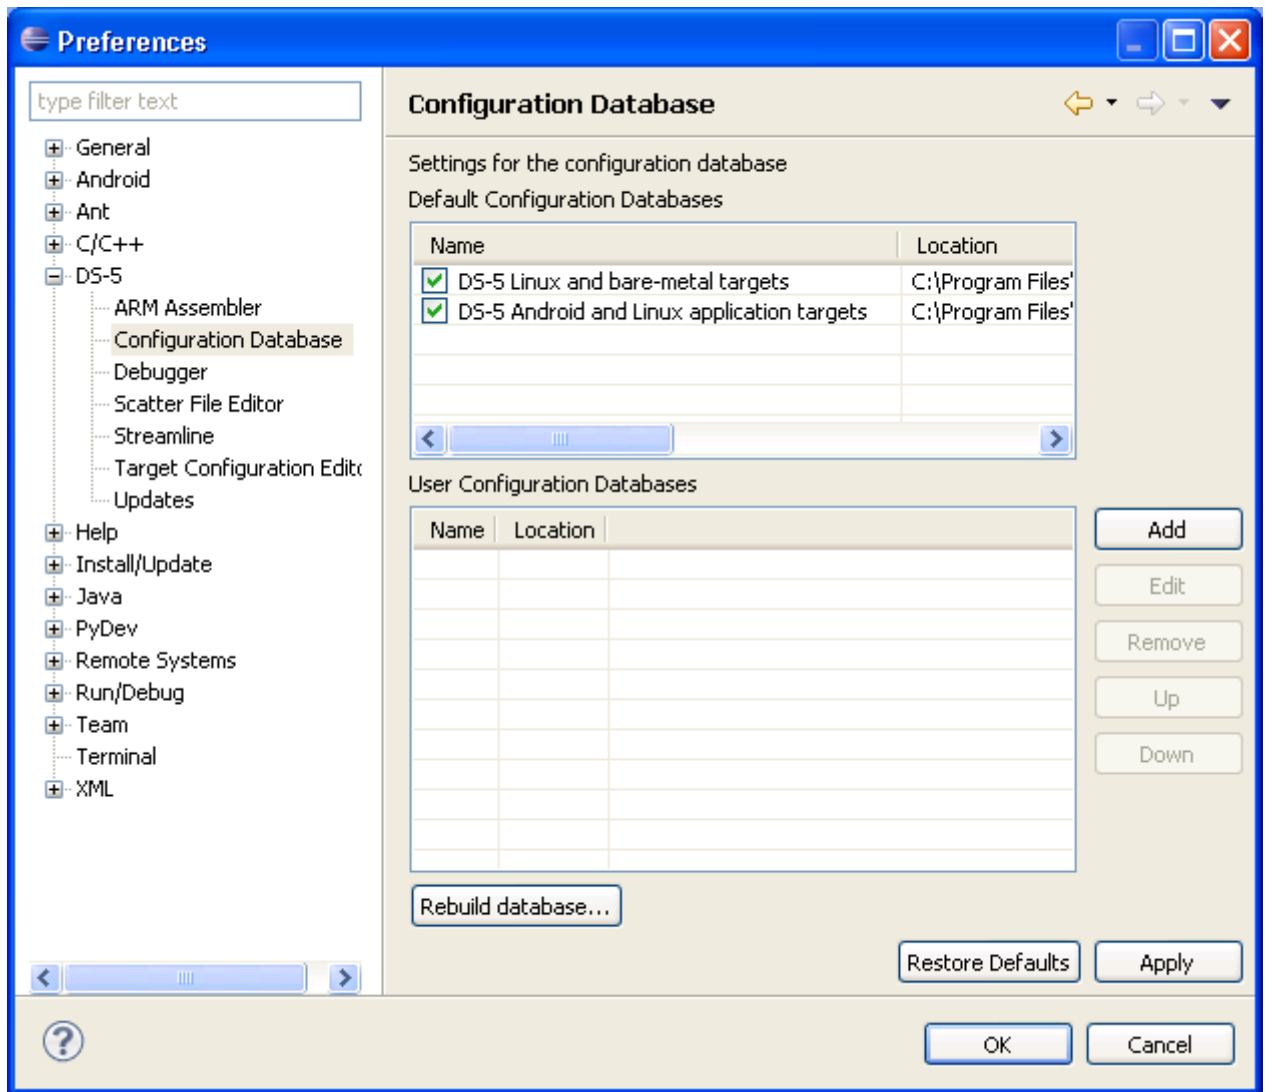 Preferences
type filter text
General
Android
Ant
C/C++
DS-5
ARM Assembler
Configuration Database
Debugger
Scatter File Editor
Streamline
Target Configuration Edit
Updates
Help
Install/Update
Java
PyDev
Remote Systems
Run/Debug
Team
Terminal
XML
Configuration Database
Settings for the configuration database
Default Configuration Databases
Name Location
DS-5 Linux and bare-metal targets C:\Program Files
DS-5 Android and Linux application targets C:\Program Files
User Configuration Databases
Name Location
Add
Edit
Remove
Up
Down
Rebuild database...
Restore Defaults Apply
OK Cancel